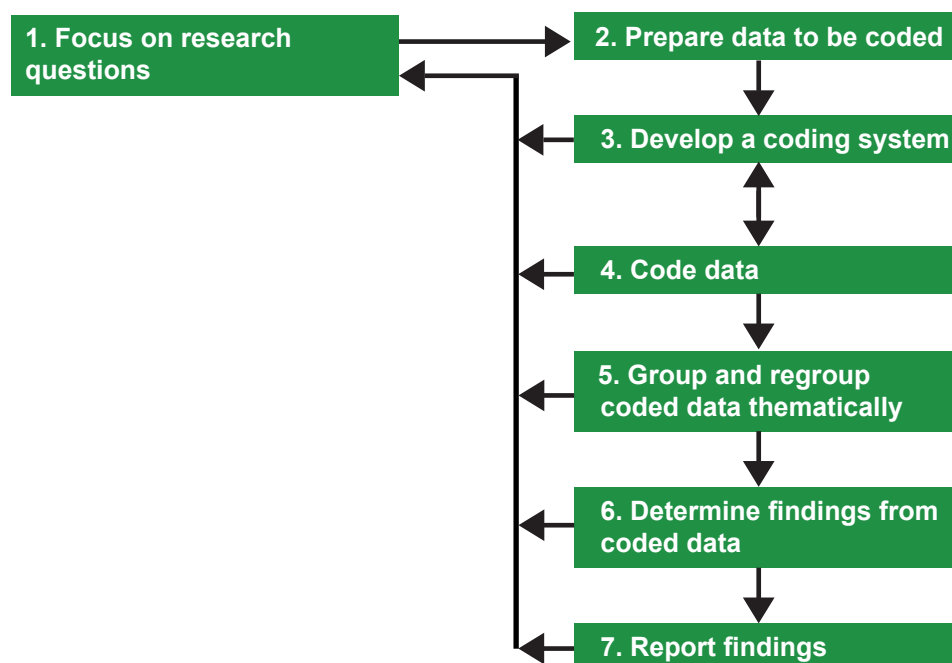 1. Focus on research
questions
2. Prepare data to be coded
3. Develop a coding system
4. Code data
5. Group and regroup
coded data thematically
6. Determine findings from
coded data
7. Report findings